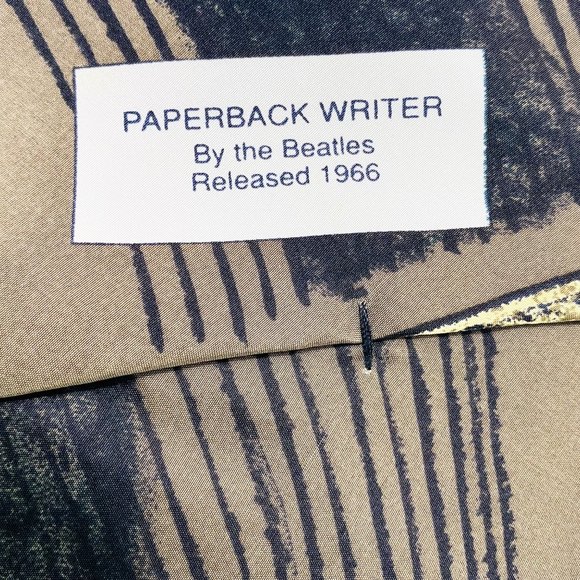 PAPERBACK WRITER
By the Beatles
Released 1966